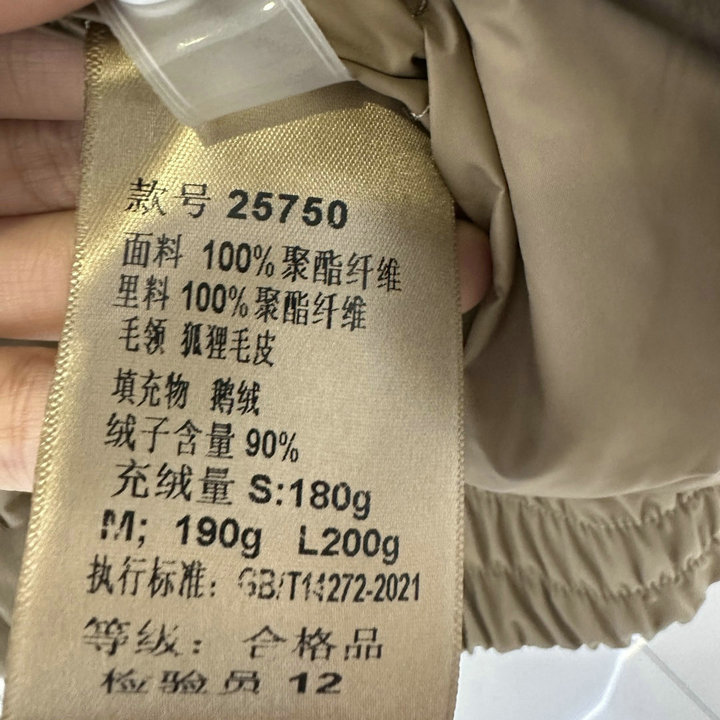 款号 25750
面料 100%聚酯纤维
里料 100%聚酯纤维
毛领 狐狸毛皮
填充物 鹅绒
绒子含量 90%
充绒量 S:180g
M; 190g L200g
执行标准: GB/T14272-2021
等级: 合格品
检验员 12